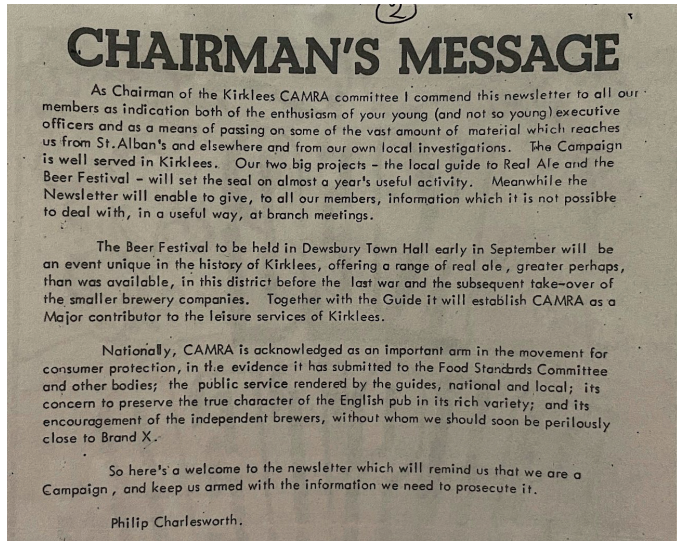 2
CHAIRMAN'S MESSAGE
As Chairman of the Kirklees CAMRA committee I commend this newsletter to all our
members as indication both of the enthusiasm of your young (and not so young) executive
officers and as a means of passing on some of the vast amount of material which reaches
us from St.Alban's and elsewhere and from our own local investigations. The Campaign
is well served in Kirklees. Our two big projects - the local guide to Real Ale and the
Beer Festival - will set the seal on almost a year's useful activity. Meanwhile the
Newsletter will enable to give, to all our members, information which it is not possible
to deal with, in a useful way, at branch meetings.
The Beer Festival to be held in Dewsbury Town Hall early in September will be
an event unique in the history of Kirklees, offering a range of real ale, greater perhaps,
than was available, in this district before the last war and the subsequent take-over of
the smaller brewery companies. Together with the Guide it will establish CAMRA as a
Major contributor to the leisure services of Kirklees.
Nationally, CAMRA is acknowledged as an important arm in the movement for
consumer protection, in the evidence it has submitted to the Food Standards Committee
and other bodies; the public service rendered by the guides, national and local; its
concern to preserve the true character of the English pub in its rich variety; and its
encouragement of the independent brewers, without whom we should soon be perilously
close to Brand X.
So here's a welcome to the newsletter which will remind us that we are a
Campaign, and keep us armed with the information we need to prosecute it.
Philip Charlesworth.